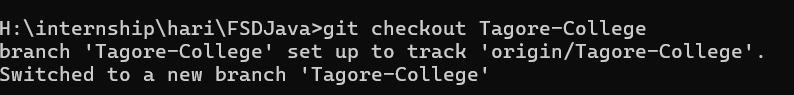 H:\internship\hari\FSDJava>git checkout Tagore-College
branch 'Tagore-College' set up to track 'origin/Tagore-College'.
Switched to a new branch 'Tagore-College'